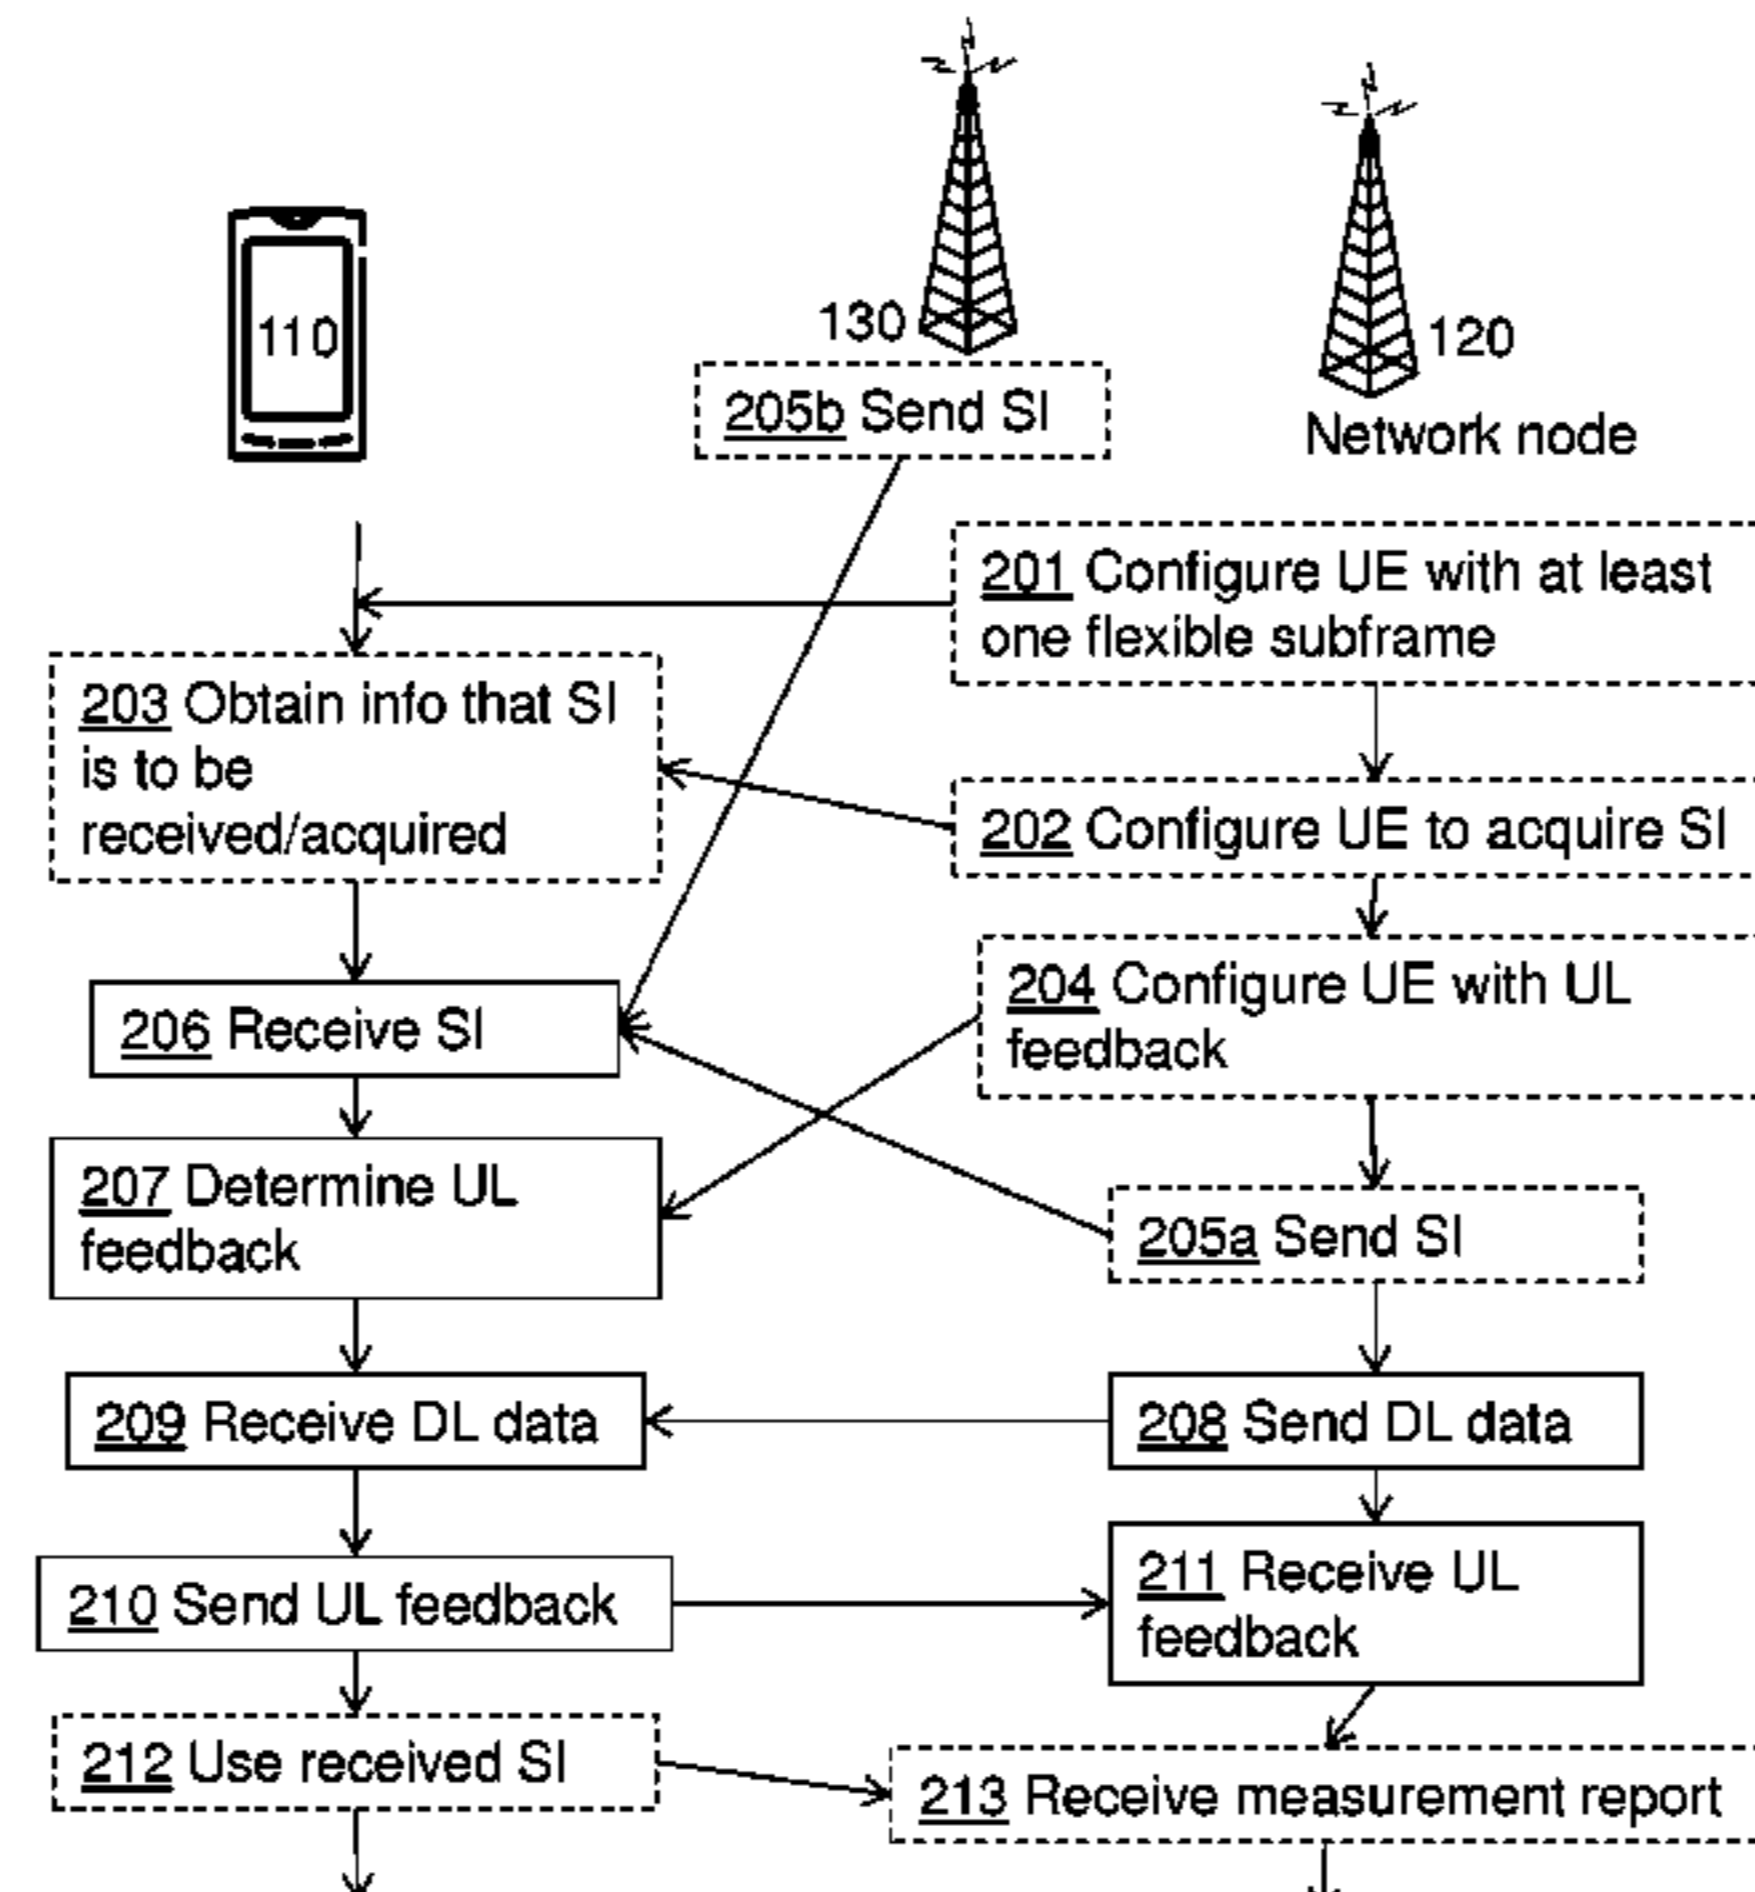 110
130
120
205b Send SI
Network node
201 Configure UE with at least
one flexible subframe
203 Obtain info that SI
is to be
received/acquired
202 Configure UE to acquire SI
204 Configure UE with UL
feedback
206 Receive SI
207 Determine UL
feedback
205a Send SI
209 Receive DL data
208 Send DL data
211 Receive UL
feedback
210 Send UL feedback
212 Use received SI
213 Receive measurement report